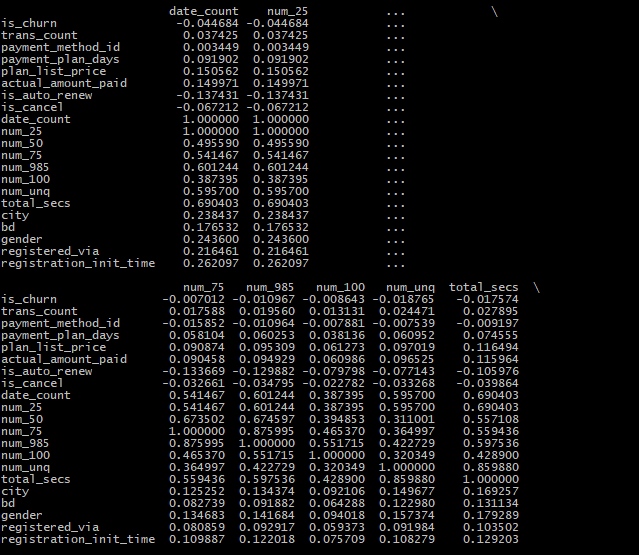 date_count num_25 ... \
is_churn -0.044684 -0.044684 ...
trans_count 0.037425 0.037425 ...
payment_method_id 0.003449 0.003449 ...
payment_plan_days 0.091902 0.091902 ...
plan_list_price 0.150562 0.150562 ...
actual_amount_paid 0.149971 0.149971 ...
is_auto_renew -0.137431 -0.137431 ...
is_cancel -0.067212 -0.067212 ...
date_count 1.000000 1.000000 ...
num_25 1.000000 1.000000 ...
num_50 0.495590 0.495590 ...
num_75 0.541467 0.541467 ...
num_985 0.601244 0.601244 ...
num_100 0.387395 0.387395 ...
num_unq 0.595700 0.595700 ...
total_secs 0.690403 0.690403 ...
city 0.238437 0.238437 ...
bd 0.176532 0.176532 ...
gender 0.243600 0.243600 ...
registered_via 0.216461 0.216461 ...
registration_init_time 0.262097 0.262097 ...
num_75 num_985 num_100 num_unq total_secs \
is_churn -0.007012 -0.010967 -0.008643 -0.018765 -0.017574
trans_count 0.017588 0.019560 0.013131 0.024471 0.027895
payment_method_id -0.015852 -0.010964 -0.007881 -0.007539 -0.009197
payment_plan_days 0.058104 0.060253 0.038136 0.060952 0.074555
plan_list_price 0.090874 0.095309 0.061273 0.097019 0.116494
actual_amount_paid 0.090458 0.094929 0.060986 0.096525 0.115964
is_auto_renew -0.133669 -0.129882 -0.079798 -0.077143 -0.105976
is_cancel -0.032661 -0.034795 -0.022782 -0.033268 -0.039864
date_count 0.541467 0.601244 0.387395 0.595700 0.690403
num_25 0.541467 0.601244 0.387395 0.595700 0.690403
num_50 0.673502 0.674597 0.394853 0.311001 0.557108
num_75 1.000000 0.875995 0.465370 0.364997 0.559436
num_985 0.875995 1.000000 0.551715 0.422729 0.597536
num_100 0.465370 0.551715 1.000000 0.320349 0.428900
num_unq 0.364997 0.422729 0.320349 1.000000 0.859880
total_secs 0.559436 0.597536 0.428900 0.859880 1.000000
city 0.125252 0.134374 0.092106 0.149677 0.169257
bd 0.082739 0.091882 0.064288 0.122980 0.131134
gender 0.134683 0.141684 0.094018 0.157374 0.179289
registered_via 0.080859 0.092917 0.059373 0.091984 0.103502
registration_init_time 0.109887 0.122018 0.075709 0.108279 0.129203